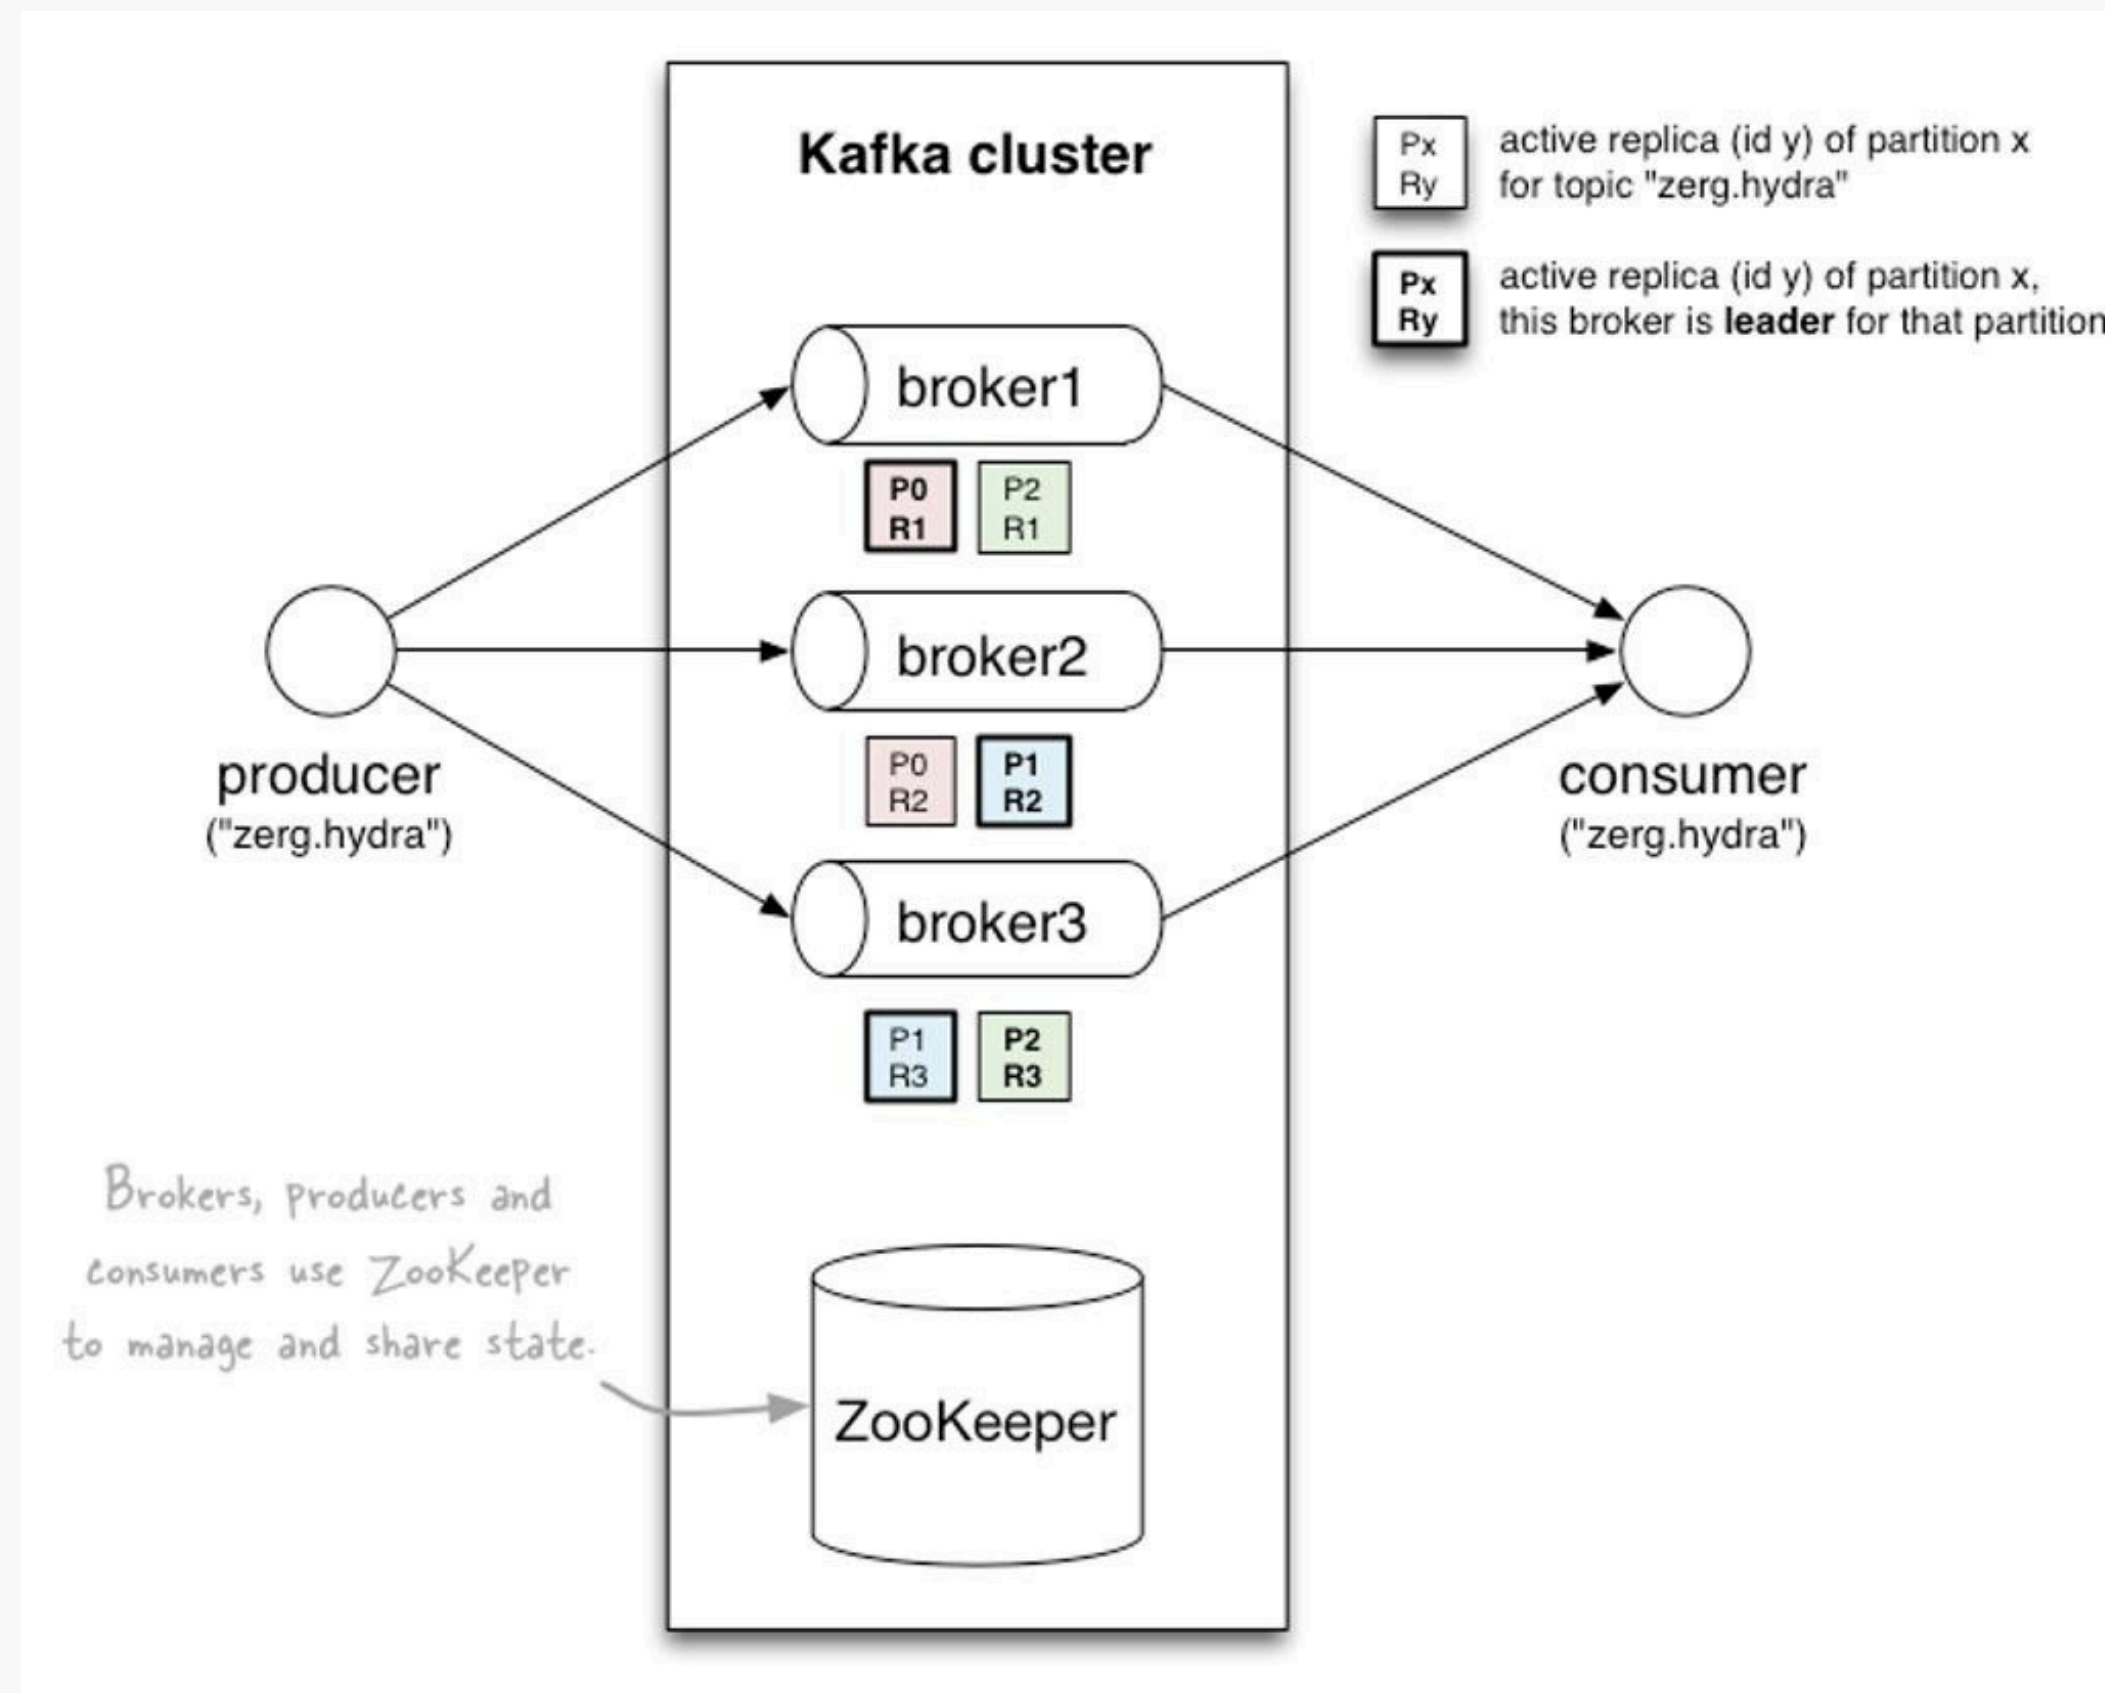 Kafka cluster
Px
Ry
active replica (id y) of partition x
for topic "zerg.hydra"
Px
Ry
active replica (id y) of partition x,
this broker is leader for that partition
broker1
P0
R1
P2
R1
broker2
P0
R2
P1
R2
producer
("zerg.hydra")
consumer
("zerg.hydra")
broker3
P1
R3
P2
R3
Brokers, producers and
consumers use ZooKeeper
to manage and share state.
ZooKeeper